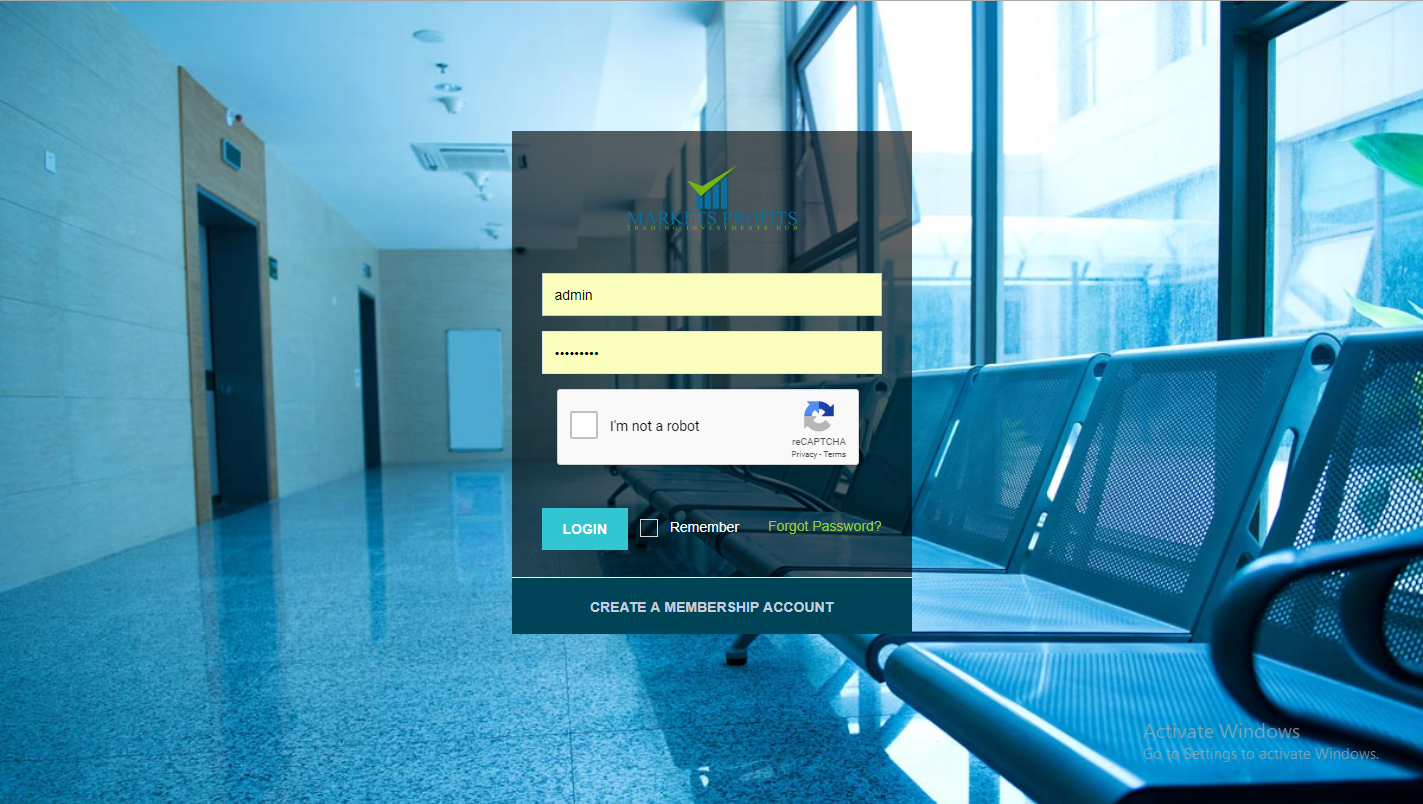 MARKETS PROFITS
TRADING INVESTMENTS HUB
admin
•••••••••
I'm not a robot
reCAPTCHA
Privacy - Terms
LOGIN
Remember
Forgot Password?
CREATE A MEMBERSHIP ACCOUNT
Activate Windows
Go to Settings to activate Windows.